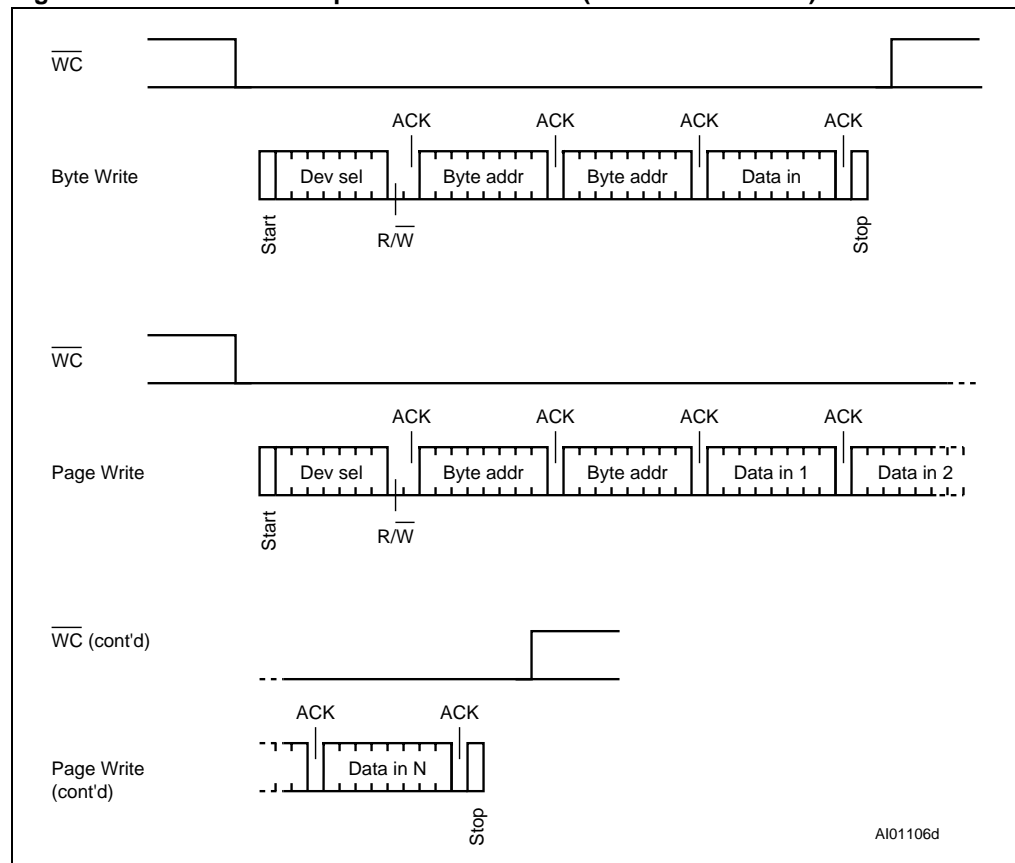 WC
ACK ACK ACK ACK
Byte Write Dev sel Byte addr Byte addr Data in
Start R/W Stop
WC
ACK ACK ACK ACK
Page Write Dev sel Byte addr Byte addr Data in 1 Data in 2
Start R/W
WC (cont'd)
ACK ACK
Page Write Data in N
(cont'd)
Stop
AI01106d